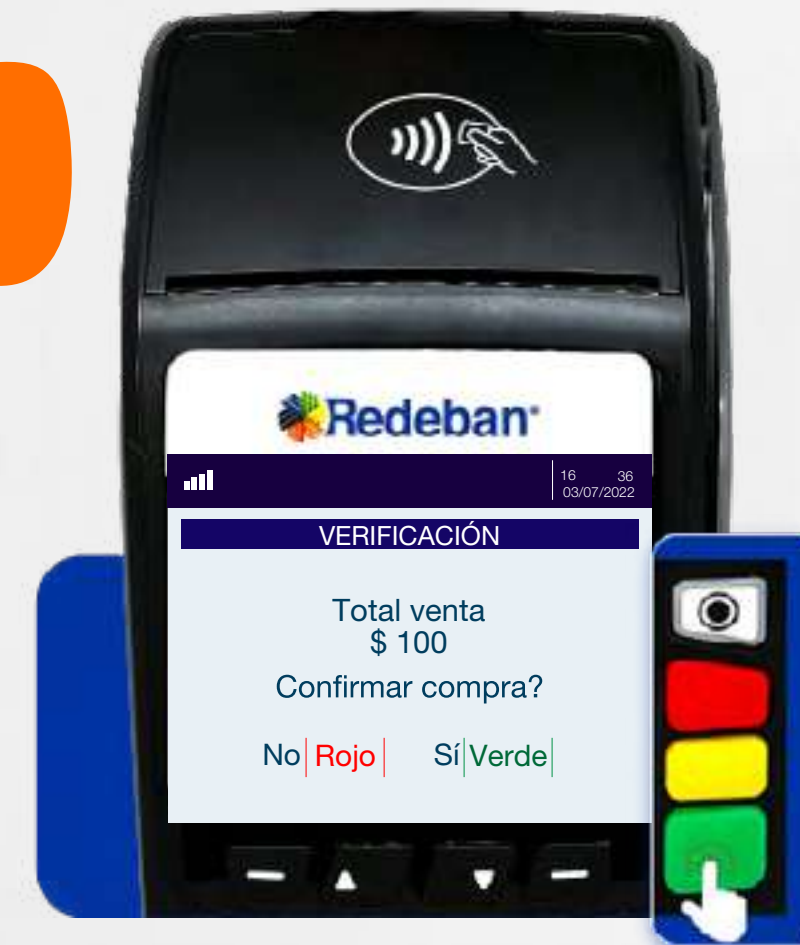 Redeban
16 36
03/07/2022
VERIFICACIÓN
Total venta
$ 100
Confirmar compra?
No Rojo Sí Verde